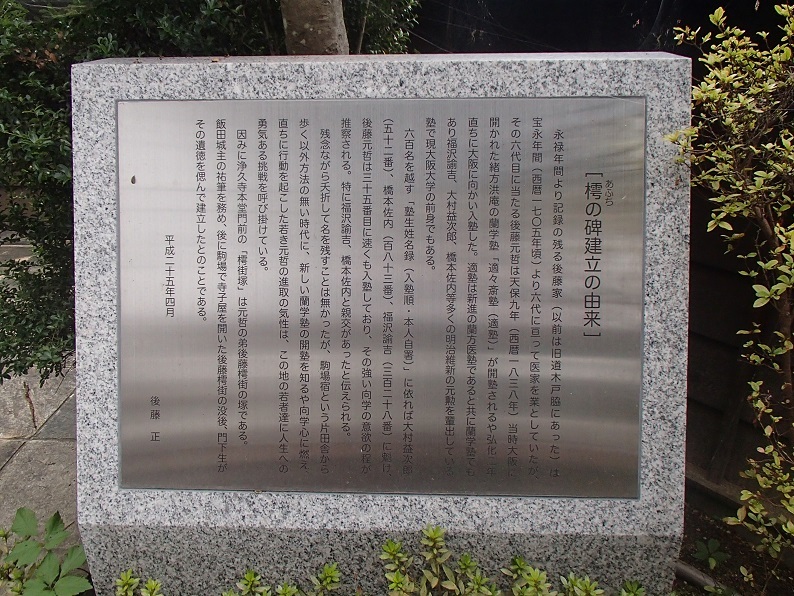 あふち
[樗の碑建立の由来]
永禄年間より記録の残る後藤家(以前は旧道木戸脇にあった)は
宝永年間(西暦一七〇五年頃)より六代に亘って医家を業としていたが
その六代目に当たる後藤元哲は天保九年(西暦一八三八年)当時大阪に
開かれた緒方洪庵の蘭学塾「適々斎塾(適塾)」が開塾されるや弘化 年
直ちに大阪に向かい入塾した。適塾は新進の蘭方医塾であると共に蘭学塾でも
あり福沢諭吉、大村益次郎、橋本佐内等多くの明治維新の元勲を輩出している
塾で現大阪大学の前身でもある。
六百名を越す「塾生姓名録(入塾順・本人自署)」に依れば大村益次郎
(五十二番)、橋本佐内(百八十三番)、福沢諭吉(三百二十八番)に魁け
後藤元哲は三十五番目に速くも入塾しており、その強い向学の意欲の程が
推察される。特に福沢諭吉、橋本佐内と親交があったと伝えられる。
残念ながら夭折して名を残すことは無かったが、駒場宿という片田舎から
歩く以外方法の無い時代に、新しい蘭学塾の開塾を知るや向学心に燃え、
直ちに行動を起こした若き元哲の進取の気性は、この地の若者達に人生への
勇気ある挑戦を呼び掛けている。
因みに浄久寺本堂門前の「樗街塚」は元哲の弟後藤樗街の塚である。
飯田城主の祐筆を務め、後に駒場で寺子屋を開いた後藤樗街の没後、門下生が
その遺徳を偲んで建立したとのことである。
平成二十五年四月
後藤 正